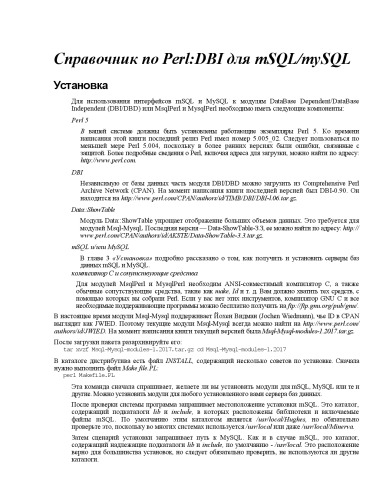 Справочник по Perl:DBI для mSQL/mySQL
Установка
Для использования интерфейсов mSQL и MySQL к модулям DataBase Dependent/DataBase
Independent (DBI/DBD) или MsqlPerl и MysqlPerl необходимо иметь следующие компоненты:
Perl 5
В вашей системе должны быть установлены работающие экземпляры Perl 5. Ко времени
написания этой книги последний релиз Perl имел номер 5.005_02. Следует пользоваться по
меньшей мере Perl 5.004, поскольку в более ранних версиях были ошибки, связанные с
защитой. Более подробные сведения о Perl, включая адреса для загрузки, можно найти по адресу:
http://www.perl.com.
DBI
Независимую от базы данных часть модуля DBI/DBD можно загрузить из Comprehensive Perl
Archive Network (CPAN). На момент написания книги последней версией был DBI-0.90. Он
находится на http://www.perl.com/CPAN/authors/id/TIMB/DBI/DBI-1.06.tar.gz.
Data::ShowTable
Модуль Data::ShowTable упрощает отображение больших объемов данных. Это требуется для
модулей Msql-Mysql. Последняя версия — Data-ShowTable-3.3, ее можно найти по адресу: http://
www.perl.com/CPAN/authors/id/AKSTE/Data-ShowTable-3.3.tar.gz.
mSQL и/или MySQL
В главе 3 «Установка» подробно рассказано о том, как получить и установить серверы баз
данных mSQL и MySQL.
компилятор С и сопутствующие средства
Для модулей MsqlPerl и MysqlPerl необходим ANSI-совместимый компилятор С, а также
обычные сопутствующие средства, такие как make, ld и т. д. Вам должно хватить тех средств, с
помощью которых вы собрали Perl. Если у вас нет этих инструментов, компилятор GNU С и все
необходимые поддерживающие программы можно бесплатно получить на ftp://ftp.gnu.org/pub/gnu/.
В настоящее время модули Msql-Mysql поддерживает Йохен Видман (Jochen Wiedmann), чье ID в CPAN
выглядит как JWED. Поэтому текущие модули Msql-Mysql всегда можно найти на http://www.perl.com/
authors/id/JWIED. На момент написания книги текущей версией была Msql-Mysql-modules-1.2017.tar.gz.
После загрузки пакета разархивируйте его:
tar xvzf Msql-Mysql-modules-1.2017.tar.gz cd Msql-Mysql-modules-1.2017
В каталоге дистрибутива есть файл INSTALL, содержащий несколько советов по установке. Сначала
нужно выполнить файл Make file.PL:
perl Makefile.PL
Эта команда сначала спрашивает, желаете ли вы установить модули для mSQL, MySQL или те и
другие. Можно установить модули для любого установленного вами сервера баз данных.
После проверки системы программа запрашивает местоположение установки mSQL. Это каталог,
содержащий подкаталоги lib и include, в которых расположены библиотеки и включаемые
файлы mSQL. По умолчанию этим каталогом является /usr/local/Hughes, но обязательно
проверьте это, поскольку во многих системах используется /usr/local или даже /usr/local/Minerva.
Затем сценарий установки запрашивает путь к MySQL. Как и в случае mSQL, это каталог,
содержащий надлежащие подкаталоги lib и include, по умолчанию - /usr/local. Это расположение
верно для большинства установок, но следует обязательно проверить, не используются ли другие
каталоги.